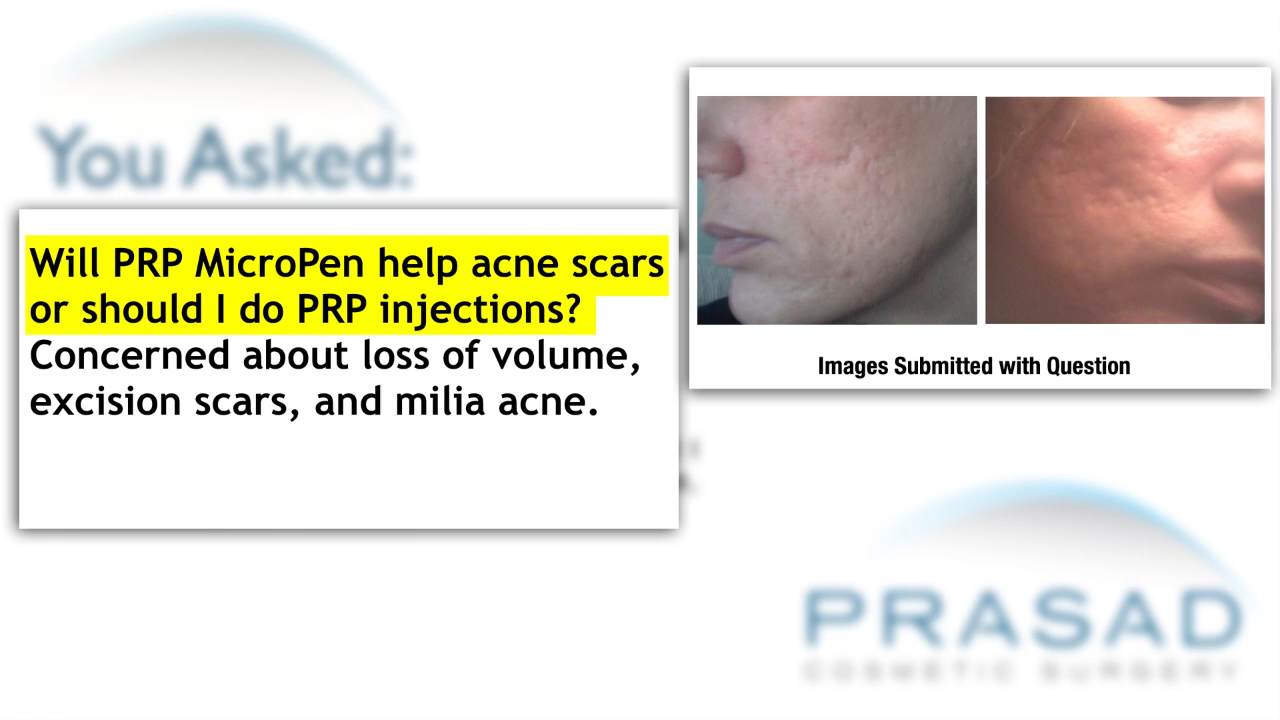 You Asked:
Will PRP MicroPen help acne scars
or should I do PRP injections?
Concerned about loss of volume,
excision scars, and milia acne.
Images Submitted with Question
PRASAD
COSMETIC SURGERY